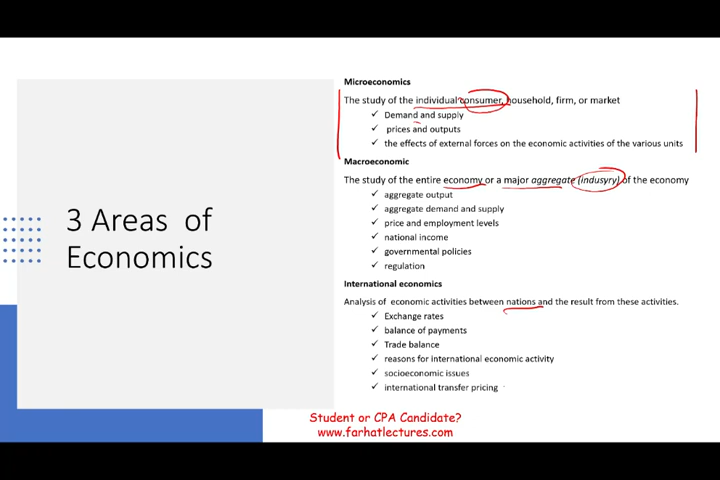 3 Areas of
Economics
Microeconomics
The study of the individual consumer, household, firm, or market
✓ Demand and supply
✓ prices and outputs
✓ the effects of external forces on the economic activities of the various units
Macroeconomic
The study of the entire economy or a major aggregate (indusyry) of the economy
✓ aggregate output
✓ aggregate demand and supply
✓ price and employment levels
✓ national income
✓ governmental policies
✓ regulation
International economics
Analysis of economic activities between nations and the result from these activities.
✓ Exchange rates
✓ balance of payments
✓ Trade balance
✓ reasons for international economic activity
✓ socioeconomic issues
✓ international transfer pricing
Student or CPA Candidate?
www.farhatlectures.com